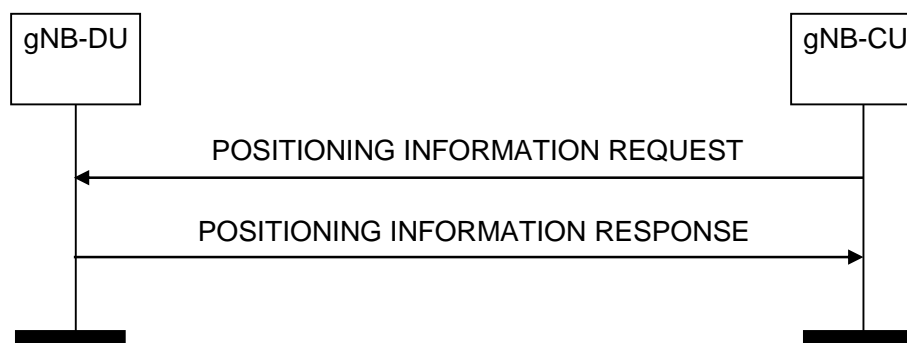 gNB-DU
gNB-CU
POSITIONING INFORMATION REQUEST
POSITIONING INFORMATION RESPONSE